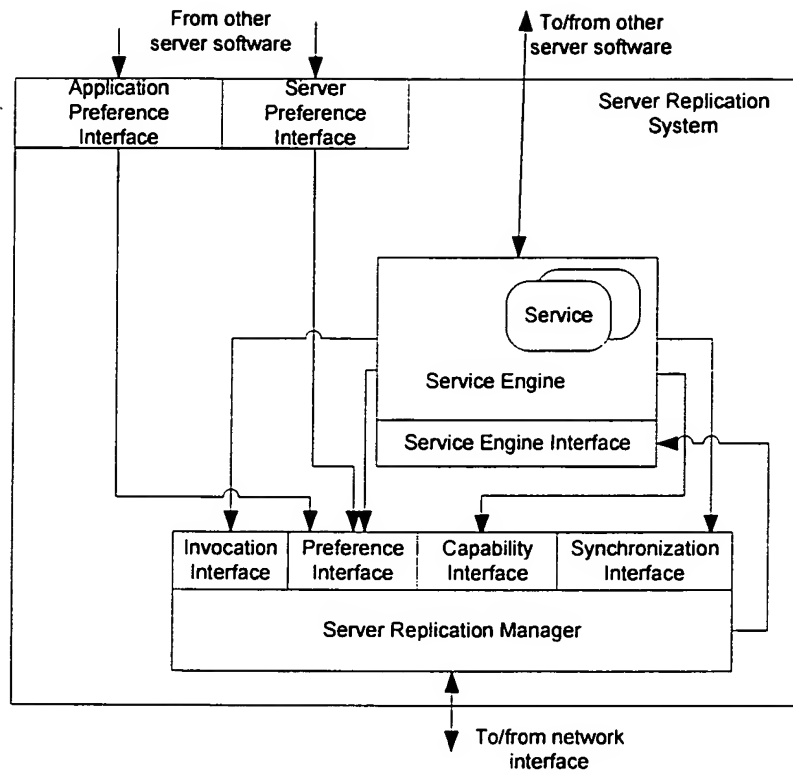 From other
server software
To/from other
server software
Application
Preference
Interface
Server
Preference
Interface
Server Replication
System
Service
Service Engine
Service Engine Interface
Invocation
Interface
Preference
Interface
Capability
Interface
Synchronization
Interface
Server Replication Manager
To/from network
interface